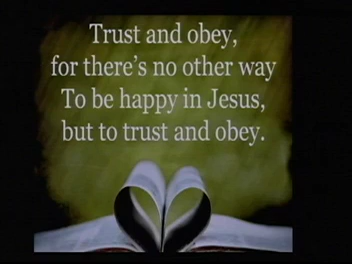 Trust and obey,
for there's no other way
To be happy in Jesus,
but to trust and obey.